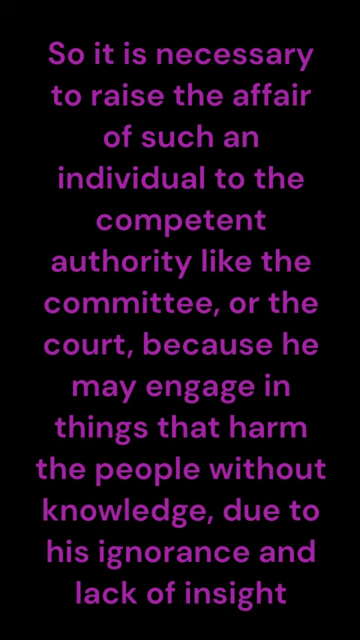 So it is necessary
to raise the affair
of such an
individual to the
competent
authority like the
committee, or the
court, because he
may engage in
things that harm
the people without
knowledge, due to
his ignorance and
lack of insight